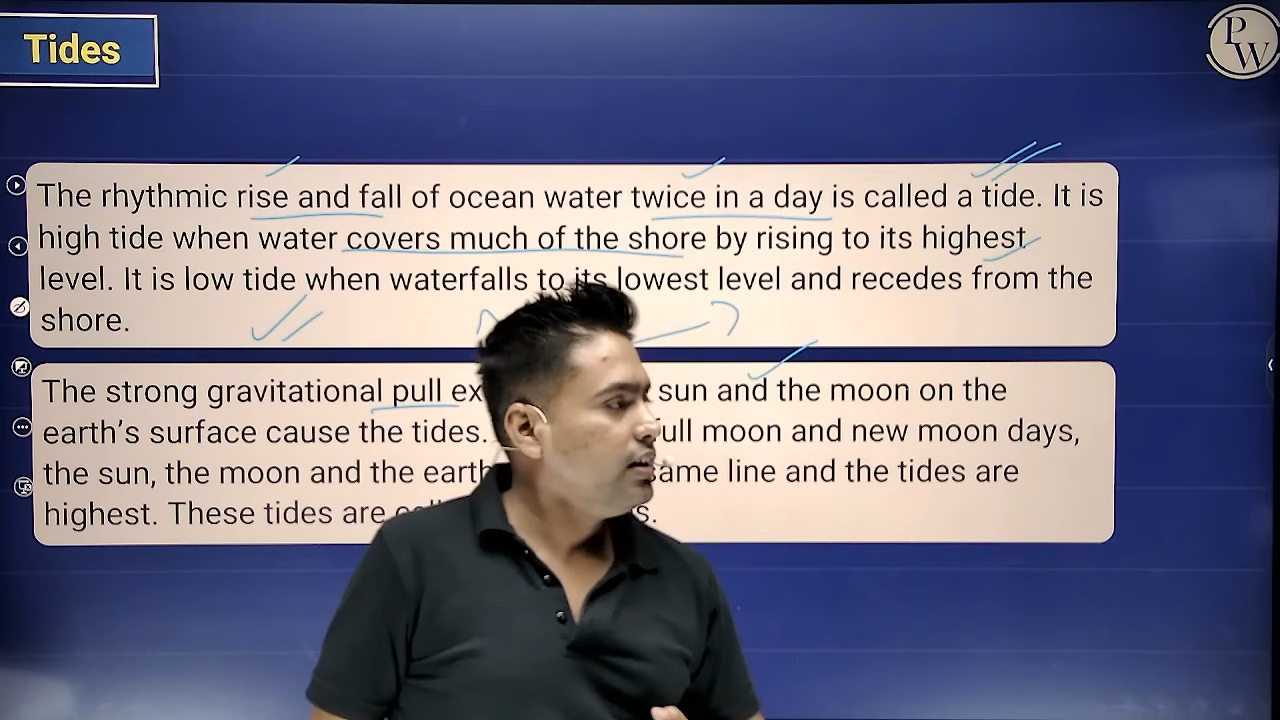 Tides
PW
The rhythmic rise and fall of ocean water twice in a day is called a tide. It is
high tide when water covers much of the shore by rising to its highest
level. It is low tide when waterfalls to its lowest level and recedes from the
shore.
The strong gravitational pull sun and the moon on the
earth’s surface cause the tides. moon and new moon days,
the sun, the moon and the earth same line and the tides are
highest. These tides are